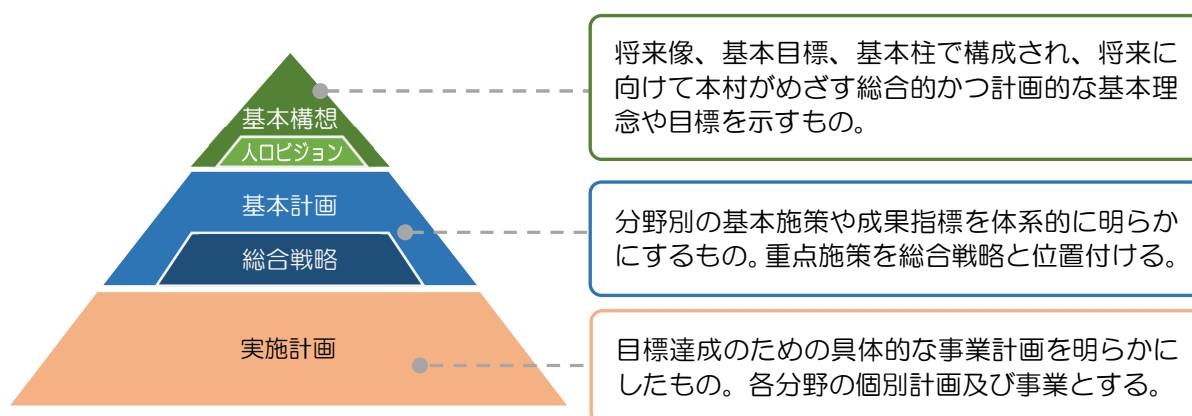 基本構想
人口ビジョン
将来像、基本目標、基本柱で構成され、将来に
向けて本村がめざす総合的かつ計画的な基本理
念や目標を示すもの。
基本計画
総合戦略
分野別の基本施策や成果指標を体系的に明らか
にするもの。重点施策を総合戦略と位置付ける。
実施計画
目標達成のための具体的な事業計画を明らかに
したもの。各分野の個別計画及び事業とする。